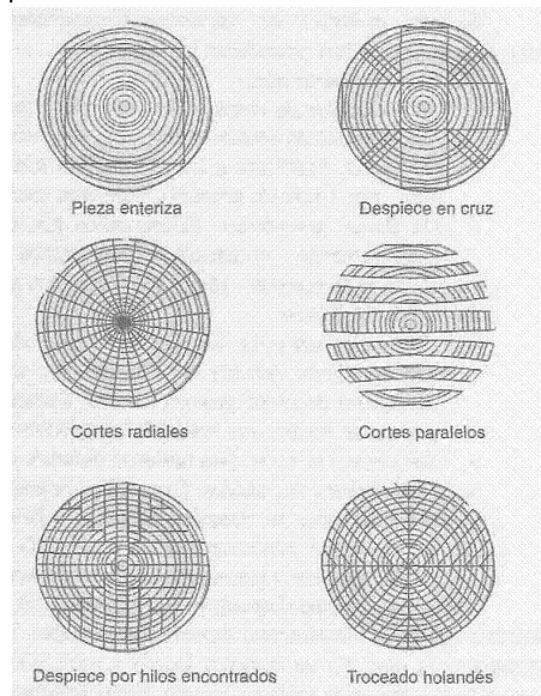 Pieza enteriza
Despiece en cruz
Cortes radiales
Cortes paralelos
Despiece por hilos encontrados
Troceado holandés